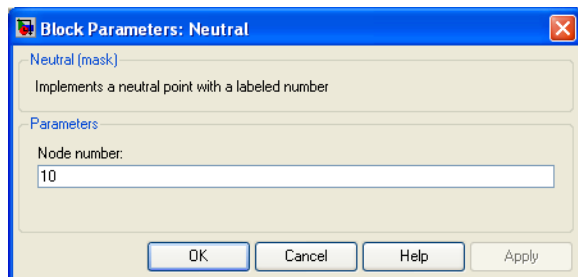 Block Parameters: Neutral
Neutral (mask)
Implements a neutral point with a labeled number
Parameters
Node number:
10
OK Cancel Help Apply